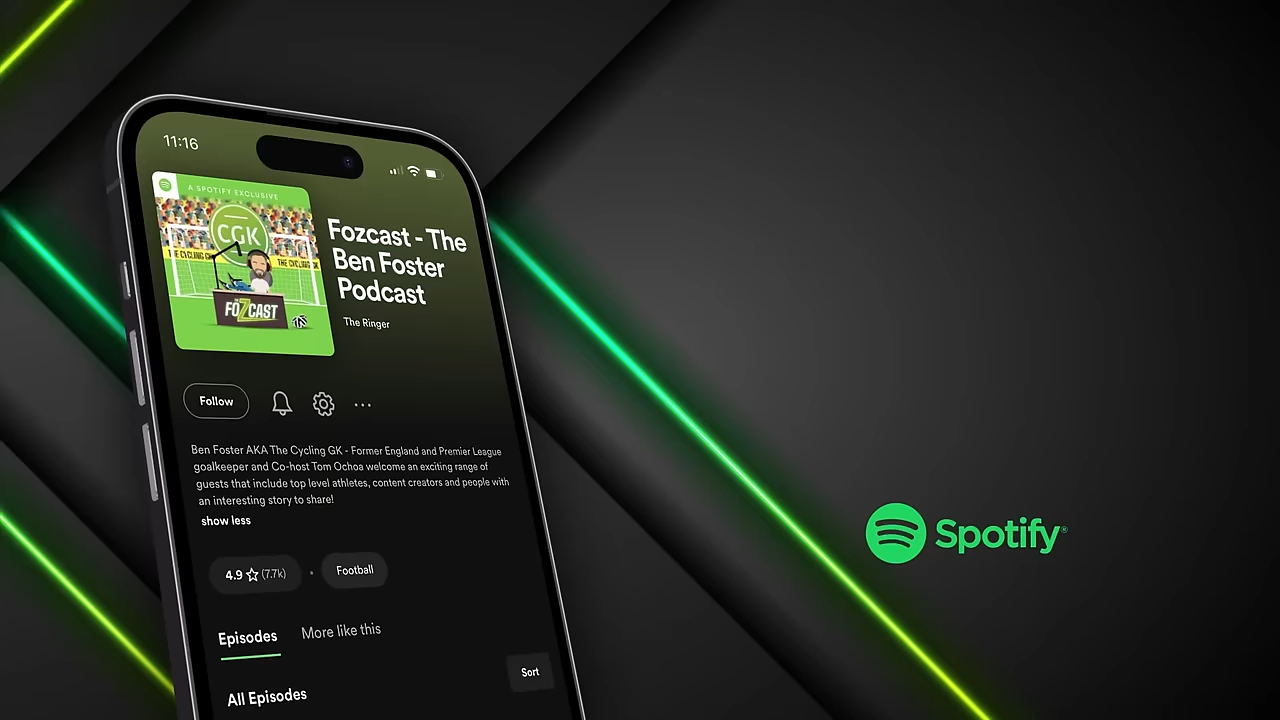 11:16
A SPOTIFY EXCLUSIVE
CGK
THE CYCLING GK
THE CYCLING GK
THE
FOZCAST
Fozcast - The
Ben Foster
Podcast
The Ringer
Follow
Ben Foster AKA The Cycling GK - Former England and Premier League
goalkeeper and Co-host Tom Ochoa welcome an exciting range of
guests that include top level athletes, content creators and people with
an interesting story to share!
show less
4.9 (7.7k) • Football
Episodes More like this
Sort
All Episodes
Spotify®